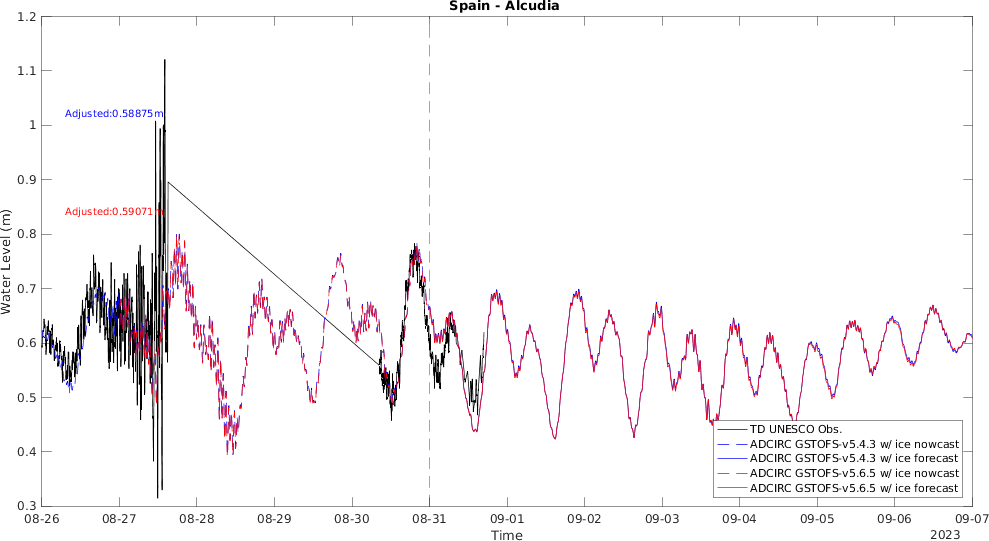 Spain - Alcudia
1.2
1.1
1
0.9
0.8
0.7
0.6
0.5
0.4
0.3
Water Level (m)
Adjusted:0.58875m
Adjusted:0.59071m
TD UNESCO Obs.
ADCIRC GSTOFS-v5.4.3 w/ ice nowcast
ADCIRC GSTOFS-v5.4.3 w/ ice forecast
ADCIRC GSTOFS-v5.6.5 w/ ice nowcast
ADCIRC GSTOFS-v5.6.5 w/ ice forecast
08-26 08-27 08-28 08-29 08-30 08-31 09-01 09-02 09-03 09-04 09-05 09-06 09-07
Time
2023